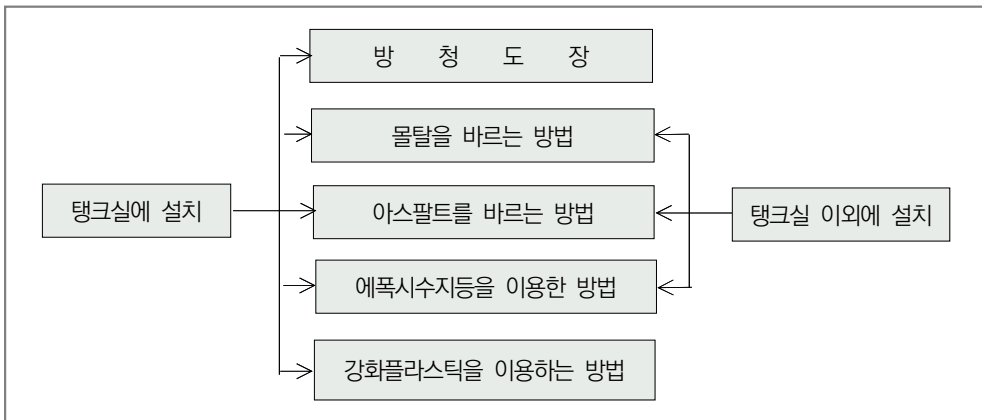 방 청 도 장
몰탈을 바르는 방법
탱크실에 설치
아스팔트를 바르는 방법
탱크실 이외에 설치
에폭시수지등을 이용한 방법
강화플라스틱을 이용하는 방법